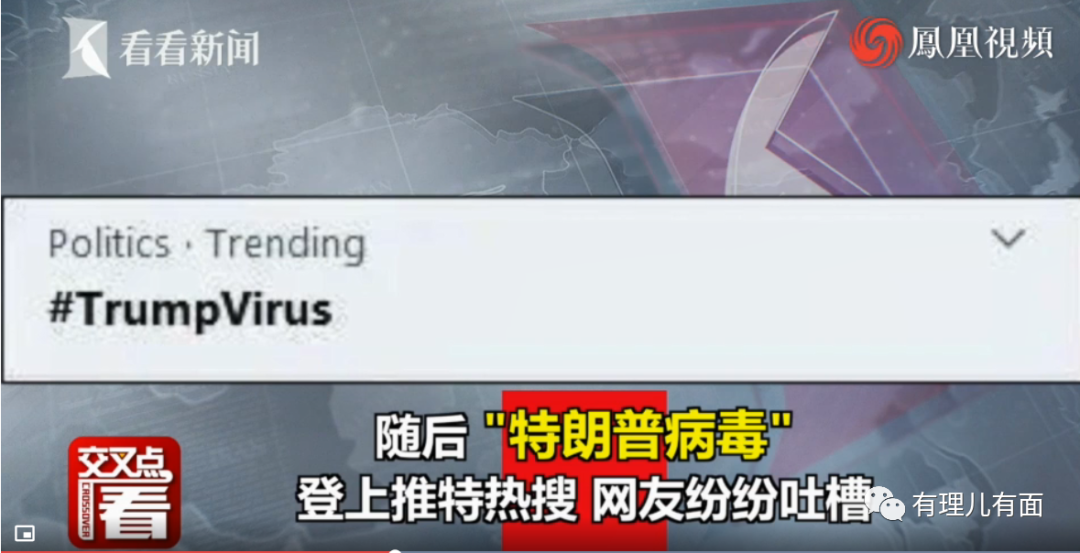 看看新闻
鳳凰視頻
Politics · Trending
#TrumpVirus
随后 "特朗普病毒"
登上推特热搜 网友纷纷吐槽
交叉点
CROSSOVER
看
有理儿有面